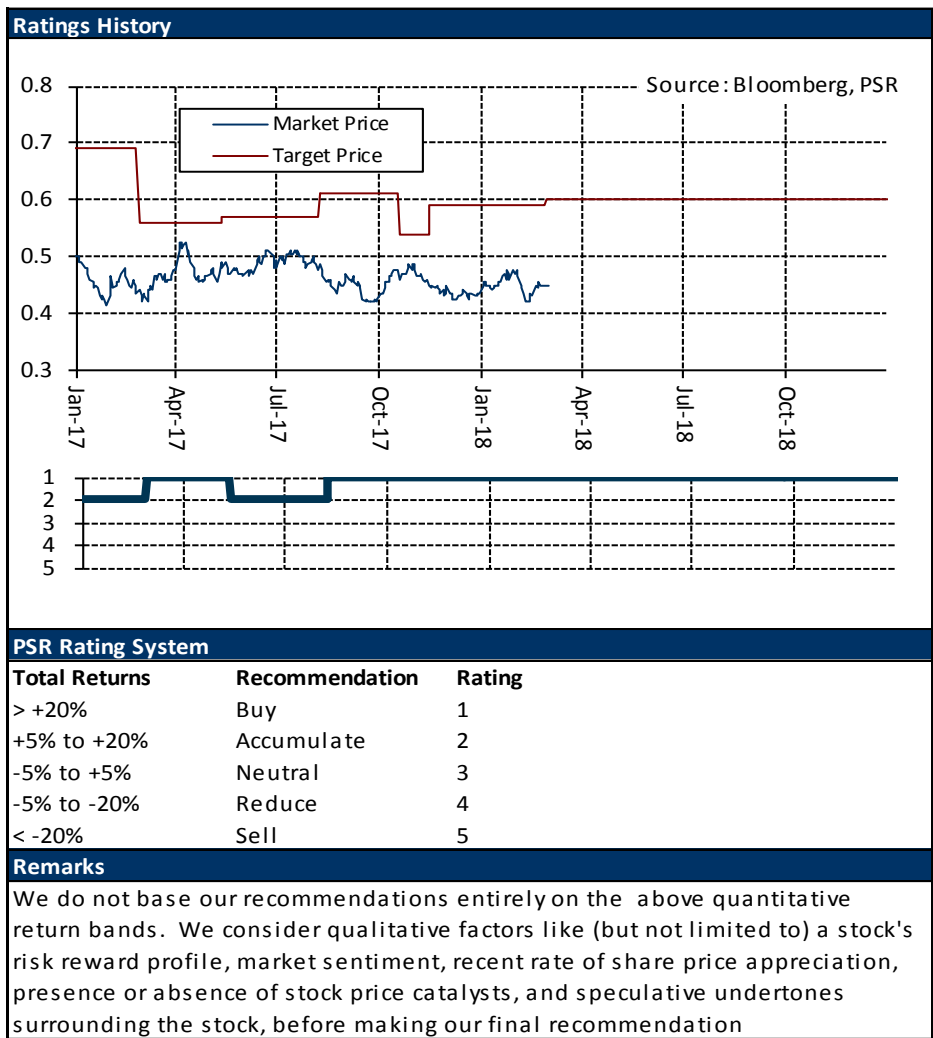 Ratings History
Source: Bloomberg, PSR
Market Price
Target Price
0.8
0.7
0.6
0.5
0.4
0.3
Jan-17
Apr-17
Jul-17
Oct-17
Jan-18
Apr-18
Jul-18
Oct-18
1
2
3
4
5
PSR Rating System
Total Returns Recommendation Rating
> +20% Buy 1
+5% to +20% Accumulate 2
-5% to +5% Neutral 3
-5% to -20% Reduce 4
< -20% Sell 5
Remarks
We do not base our recommendations entirely on the above quantitative
return bands. We consider qualitative factors like (but not limited to) a stock's
risk reward profile, market sentiment, recent rate of share price appreciation,
presence or absence of stock price catalysts, and speculative undertones
surrounding the stock, before making our final recommendation